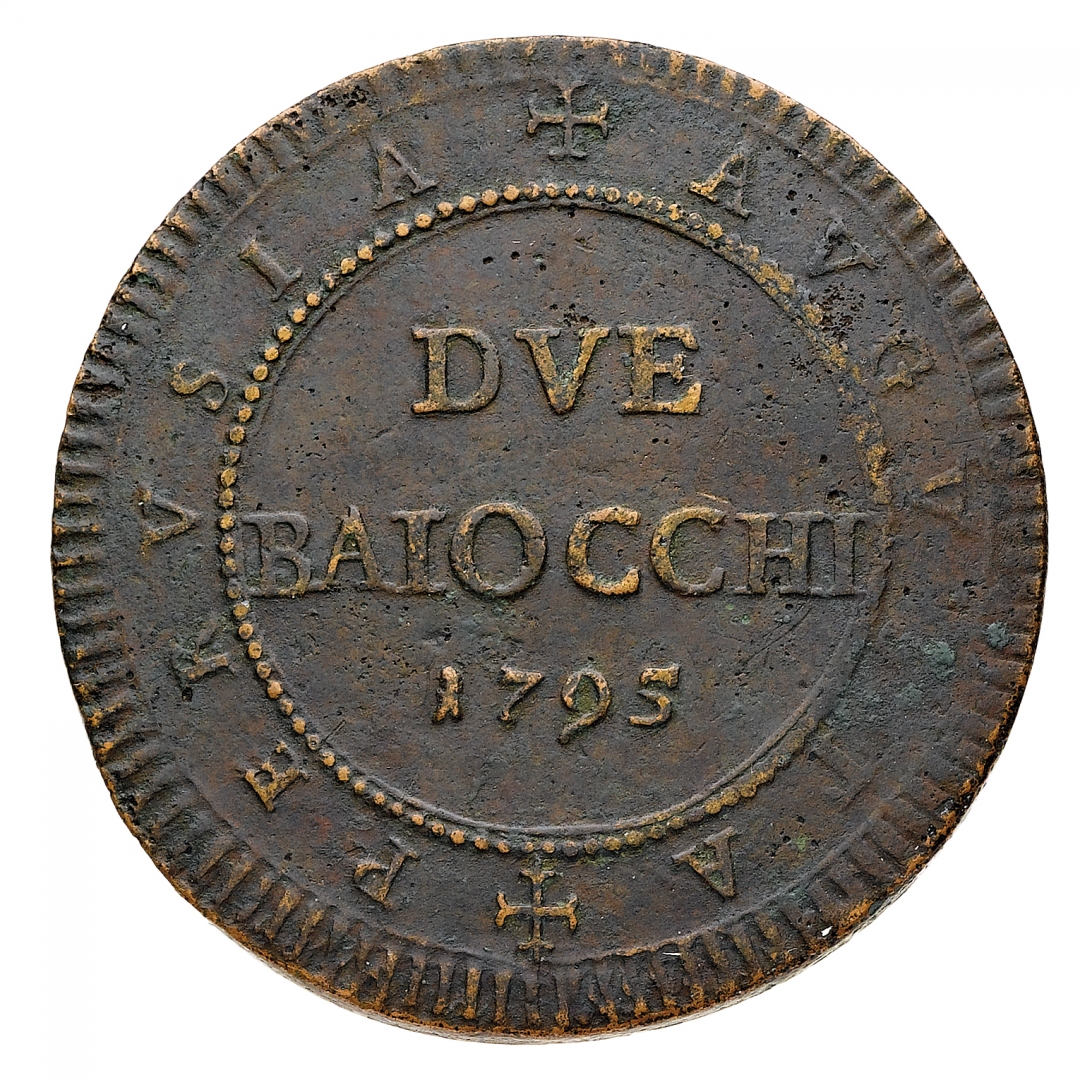 ✠ AVGVSTA ✠ PERVSIA
DVE
BAIOCCHI
1795